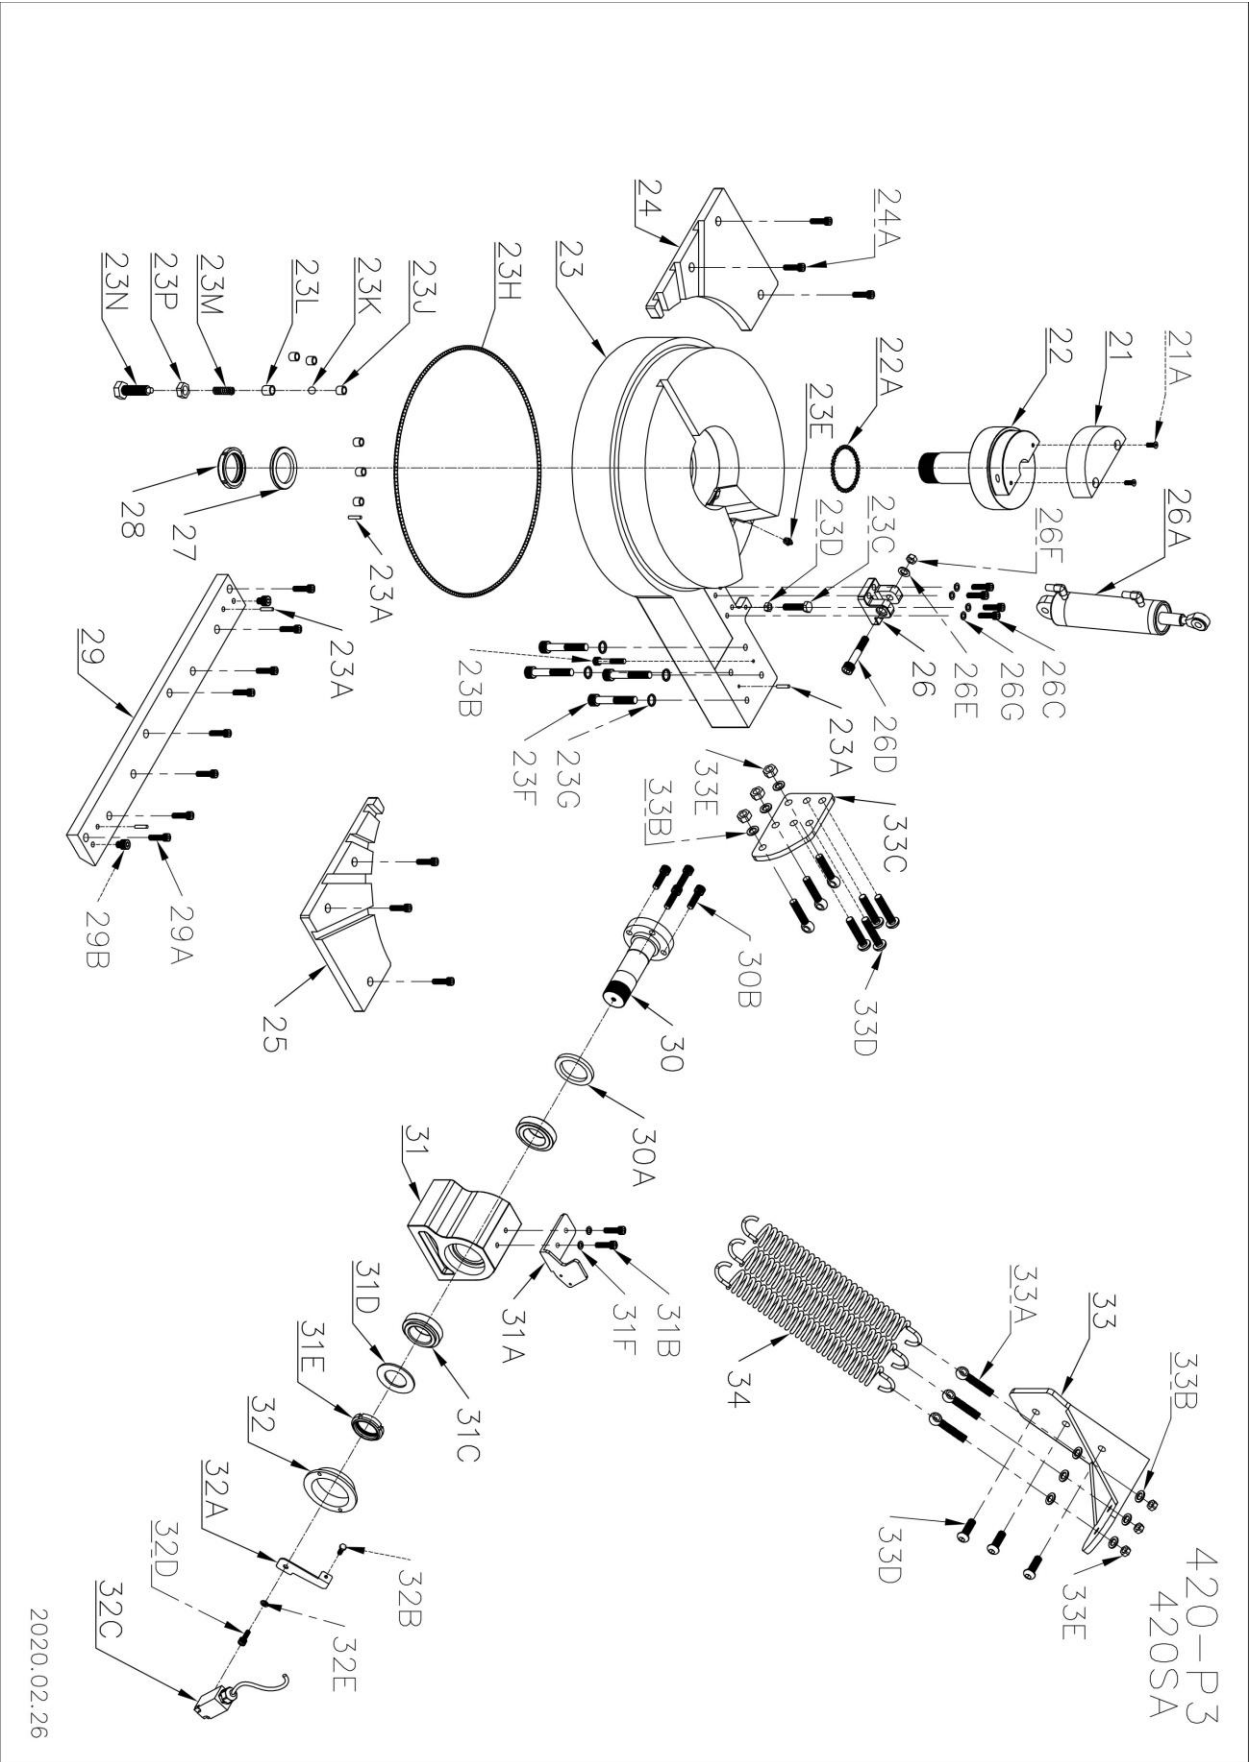 420-P3
420SA
21A
21
22
22A
23E
24A
24
23
23H
23J
23K
23L
23M
23P
23N
28
27
23A
26A
26F
23C
23D
26C
26G
26E
26
26D
23A
23G
23F
23B
23A
29
29A
29B
25
33E
33B
33C
33D
30B
30
30A
31
31A
31B
31F
31C
31D
31E
32
32A
32B
32D
32E
32C
34
33A
33
33B
33D
33E
2020.02.26